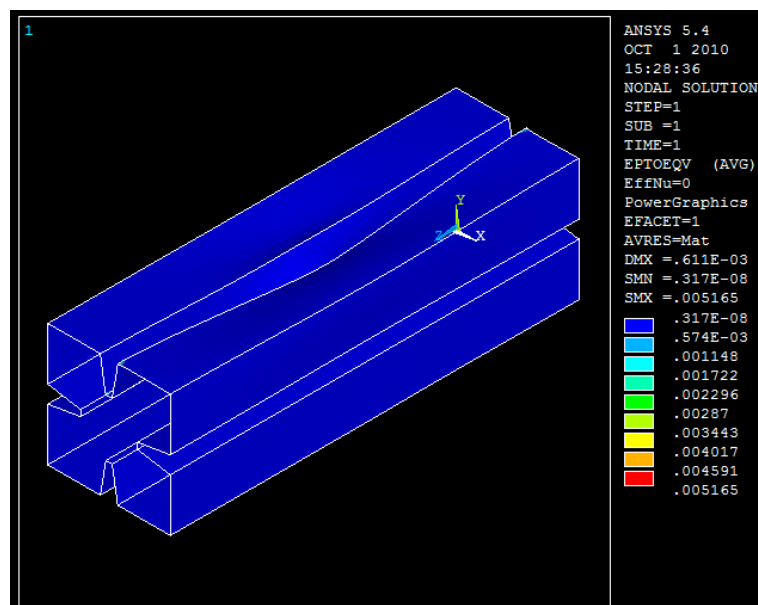 1
ANSYS 5.4
OCT 1 2010
15:28:36
NODAL SOLUTION
STEP=1
SUB =1
TIME=1
EPTOEQV (AVG)
EffNu=0
PowerGraphics
EFACET=1
AVRES=Mat
DMX =.611E-03
SMN =.317E-08
SMX =.005165
.317E-08
.574E-03
.001148
.001722
.002296
.00287
.003443
.004017
.004591
.005165
Y
Z X